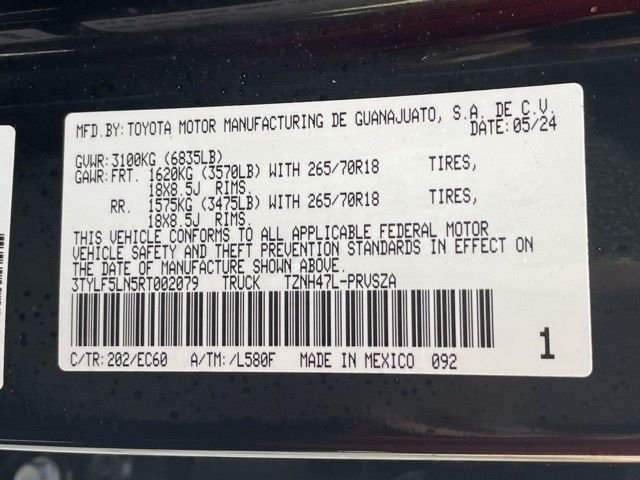 MFD.BY:TOYOTA MOTOR MANUFACTURING DE GUANAJUATO, S.A. DE C.V.
DATE:05/24
GVWR:3100KG (6835LB)
GAWR:FRT. 1620KG (3570LB) WITH 265/70R18 TIRES,
18X8.5J RIMS.
RR. 1575KG (3475LB) WITH 265/70R18 TIRES,
18X8.5J RIMS.
THIS VEHICLE CONFORMS TO ALL APPLICABLE FEDERAL MOTOR
VEHICLE SAFETY AND THEFT PREVENTION STANDARDS IN EFFECT ON
THE DATE OF MANUFACTURE SHOWN ABOVE.
3TYLF5LN5RT002079 TRUCK TZNH47L-PRVSZA
C/TR:202/EC60 A/TM:/L580F MADE IN MEXICO 092 1